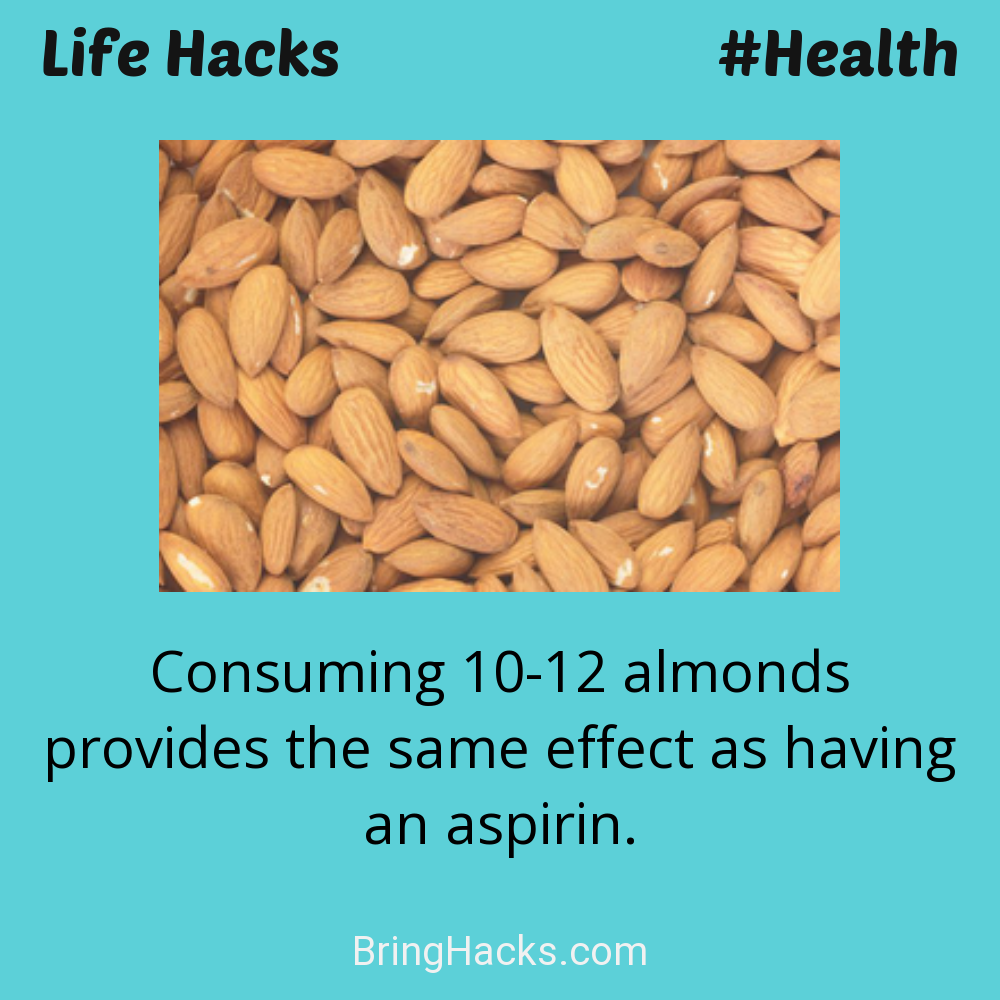 Life Hacks
#Health
Consuming 10-12 almonds
provides the same effect as having
an aspirin.
BringHacks.com